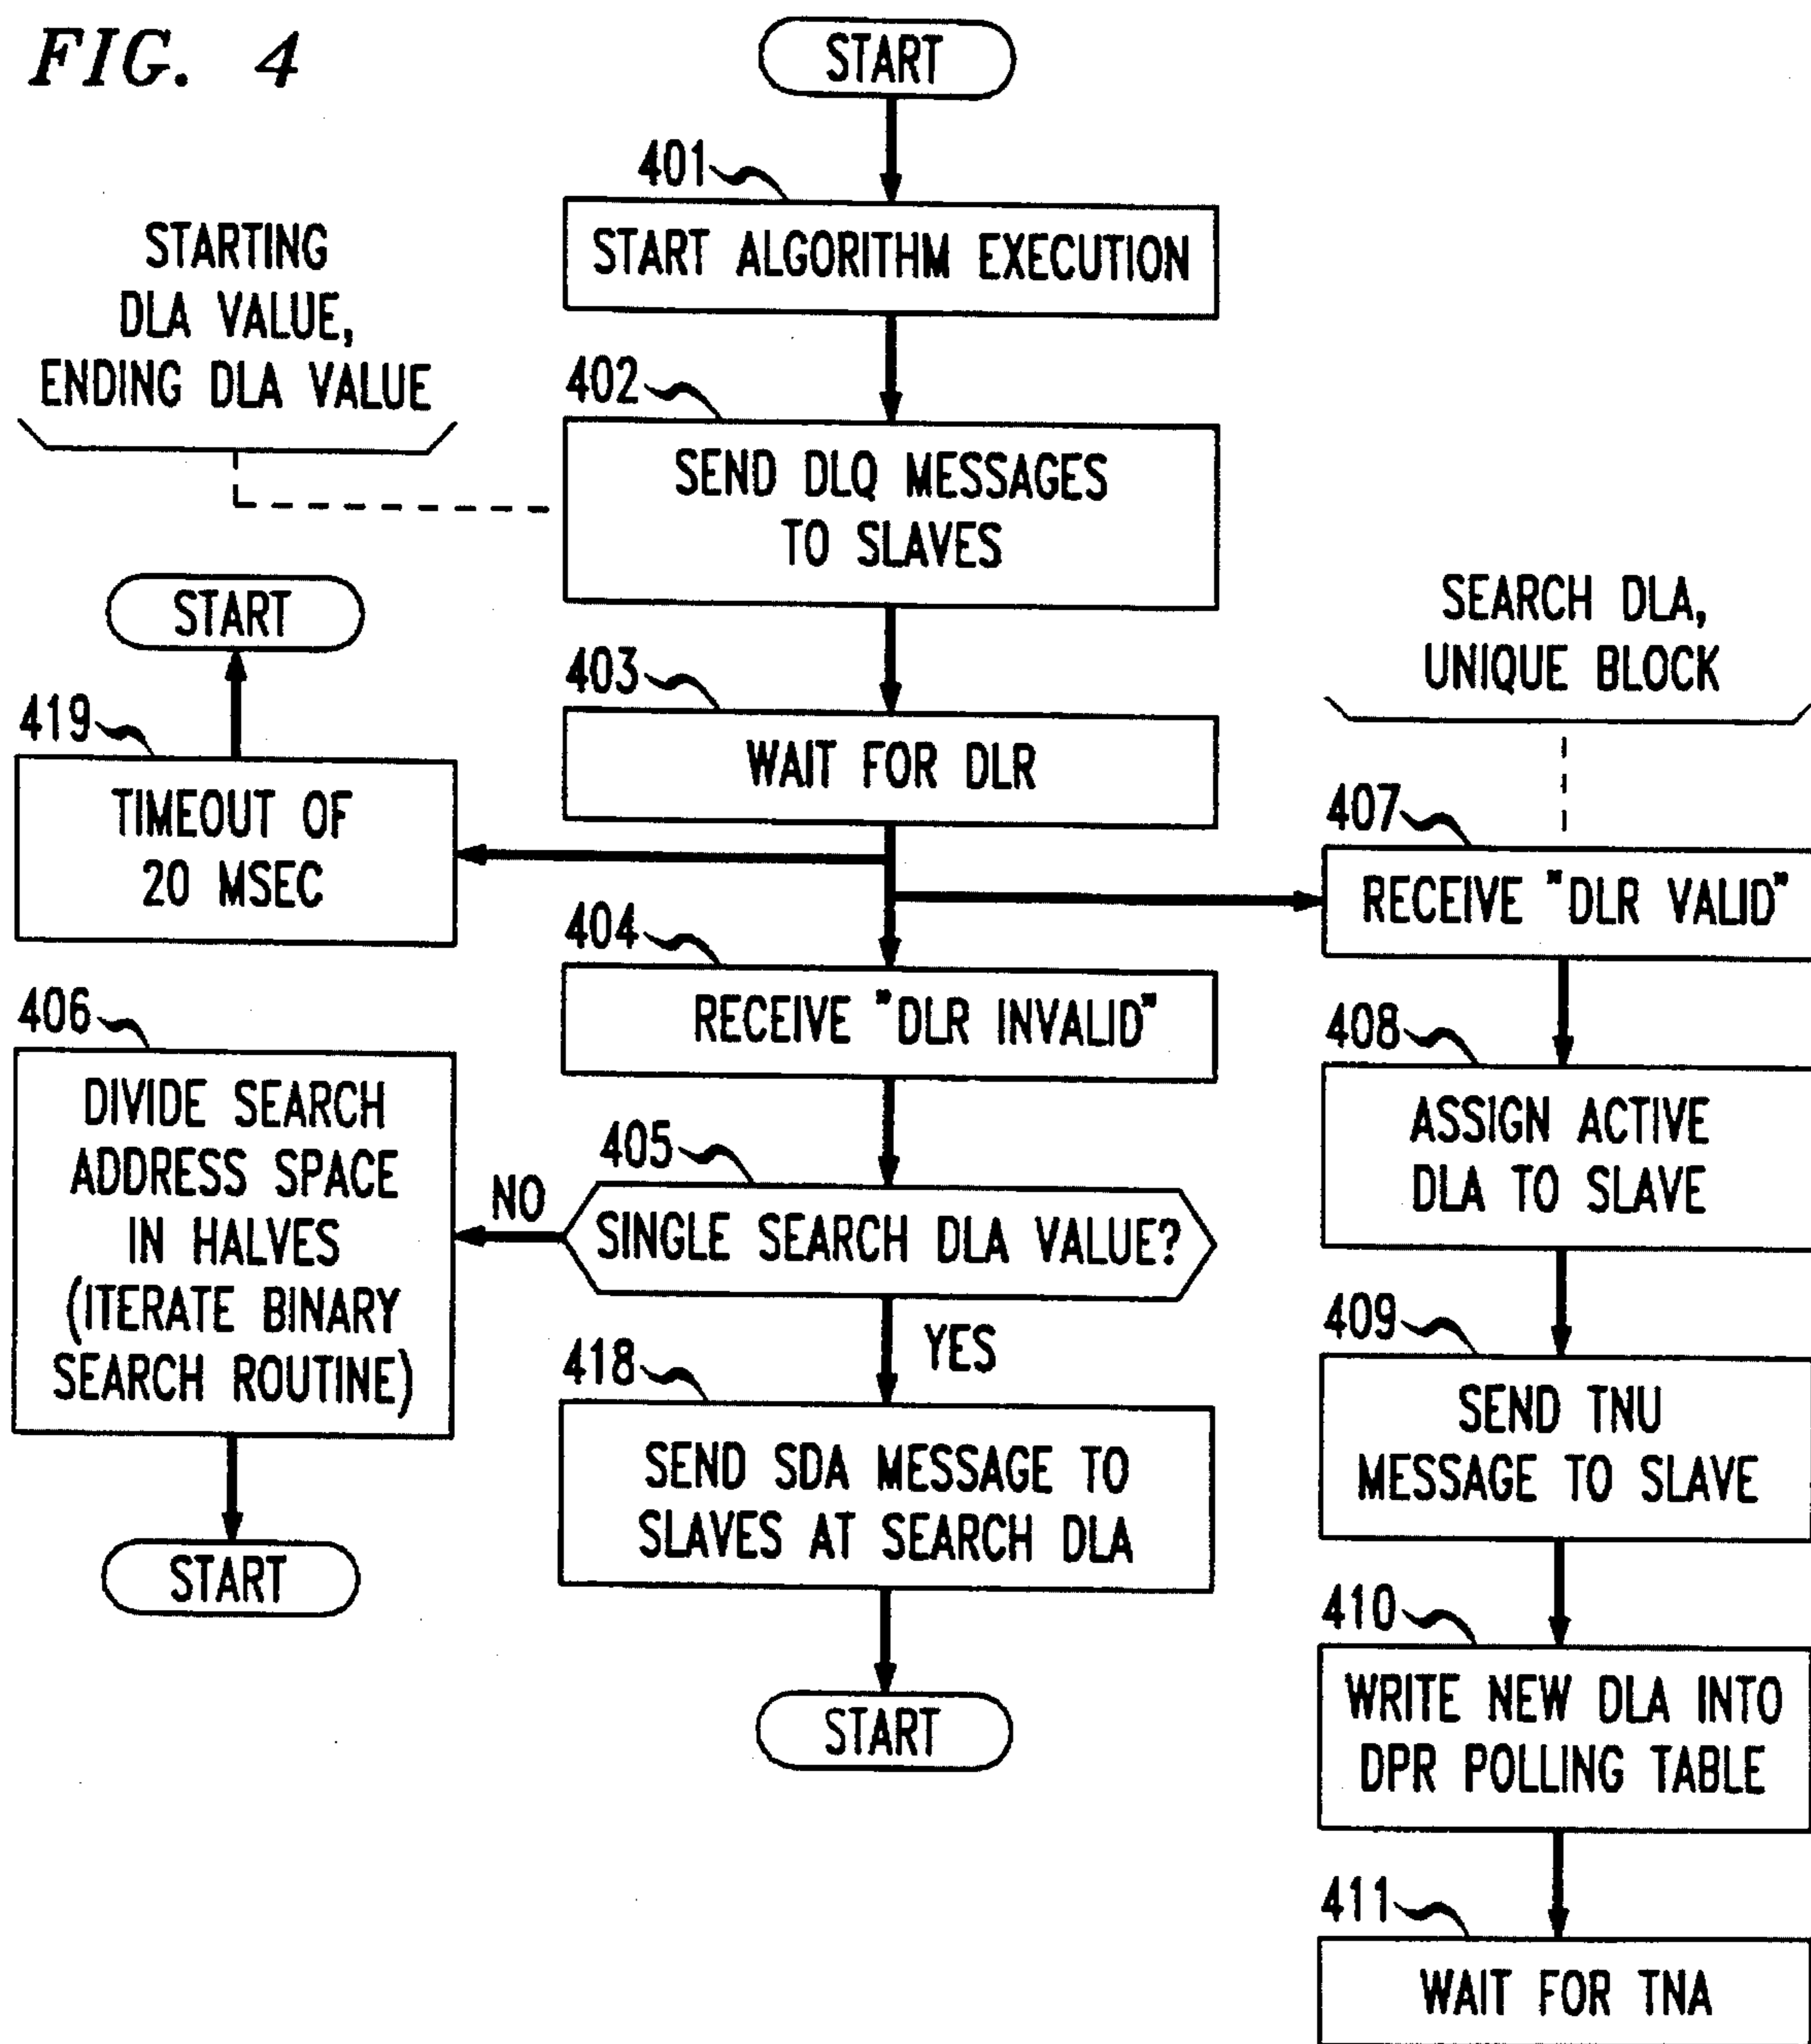 FIG. 4
START
401
START ALGORITHM EXECUTION
STARTING
DLA VALUE,
ENDING DLA VALUE
402
SEND DLQ MESSAGES
TO SLAVES
START
403
WAIT FOR DLR
419
TIMEOUT OF
20 MSEC
SEARCH DLA,
UNIQUE BLOCK
407
RECEIVE "DLR VALID"
404
RECEIVE "DLR INVALID"
405
SINGLE SEARCH DLA VALUE?
NO
406
DIVIDE SEARCH
ADDRESS SPACE
IN HALVES
(ITERATE BINARY
SEARCH ROUTINE)
START
YES
418
SEND SDA MESSAGE TO
SLAVES AT SEARCH DLA
START
408
ASSIGN ACTIVE
DLA TO SLAVE
409
SEND TNU
MESSAGE TO SLAVE
410
WRITE NEW DLA INTO
DPR POLLING TABLE
411
WAIT FOR TNA